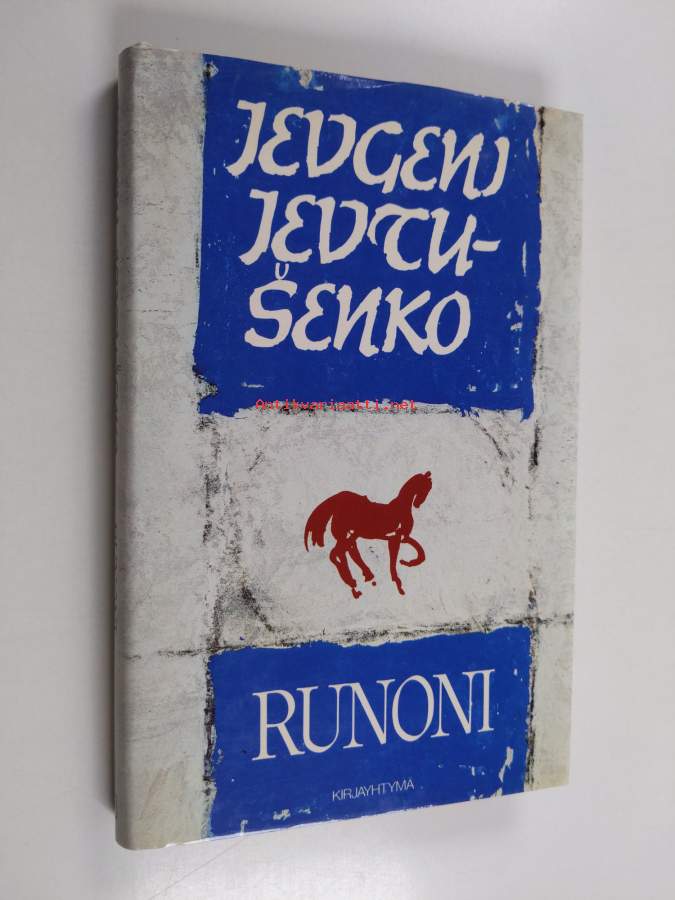 JEVGENI
JEVTU-
ŠENKO
Antikvariaatti.net
RUNONI
KIRJAYHTYMÄ